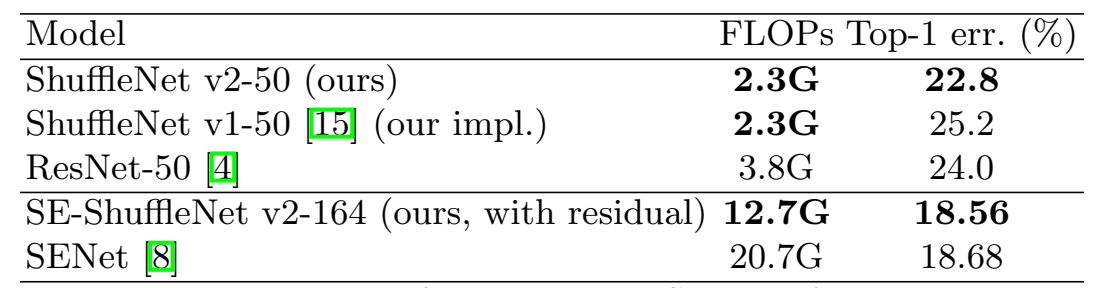 Model FLOPs Top-1 err. (%)
ShuffleNet v2-50 (ours) 2.3G 22.8
ShuffleNet v1-50 [15] (our impl.) 2.3G 25.2
ResNet-50 [4] 3.8G 24.0
SE-ShuffleNet v2-164 (ours, with residual) 12.7G 18.56
SENet [8] 20.7G 18.68